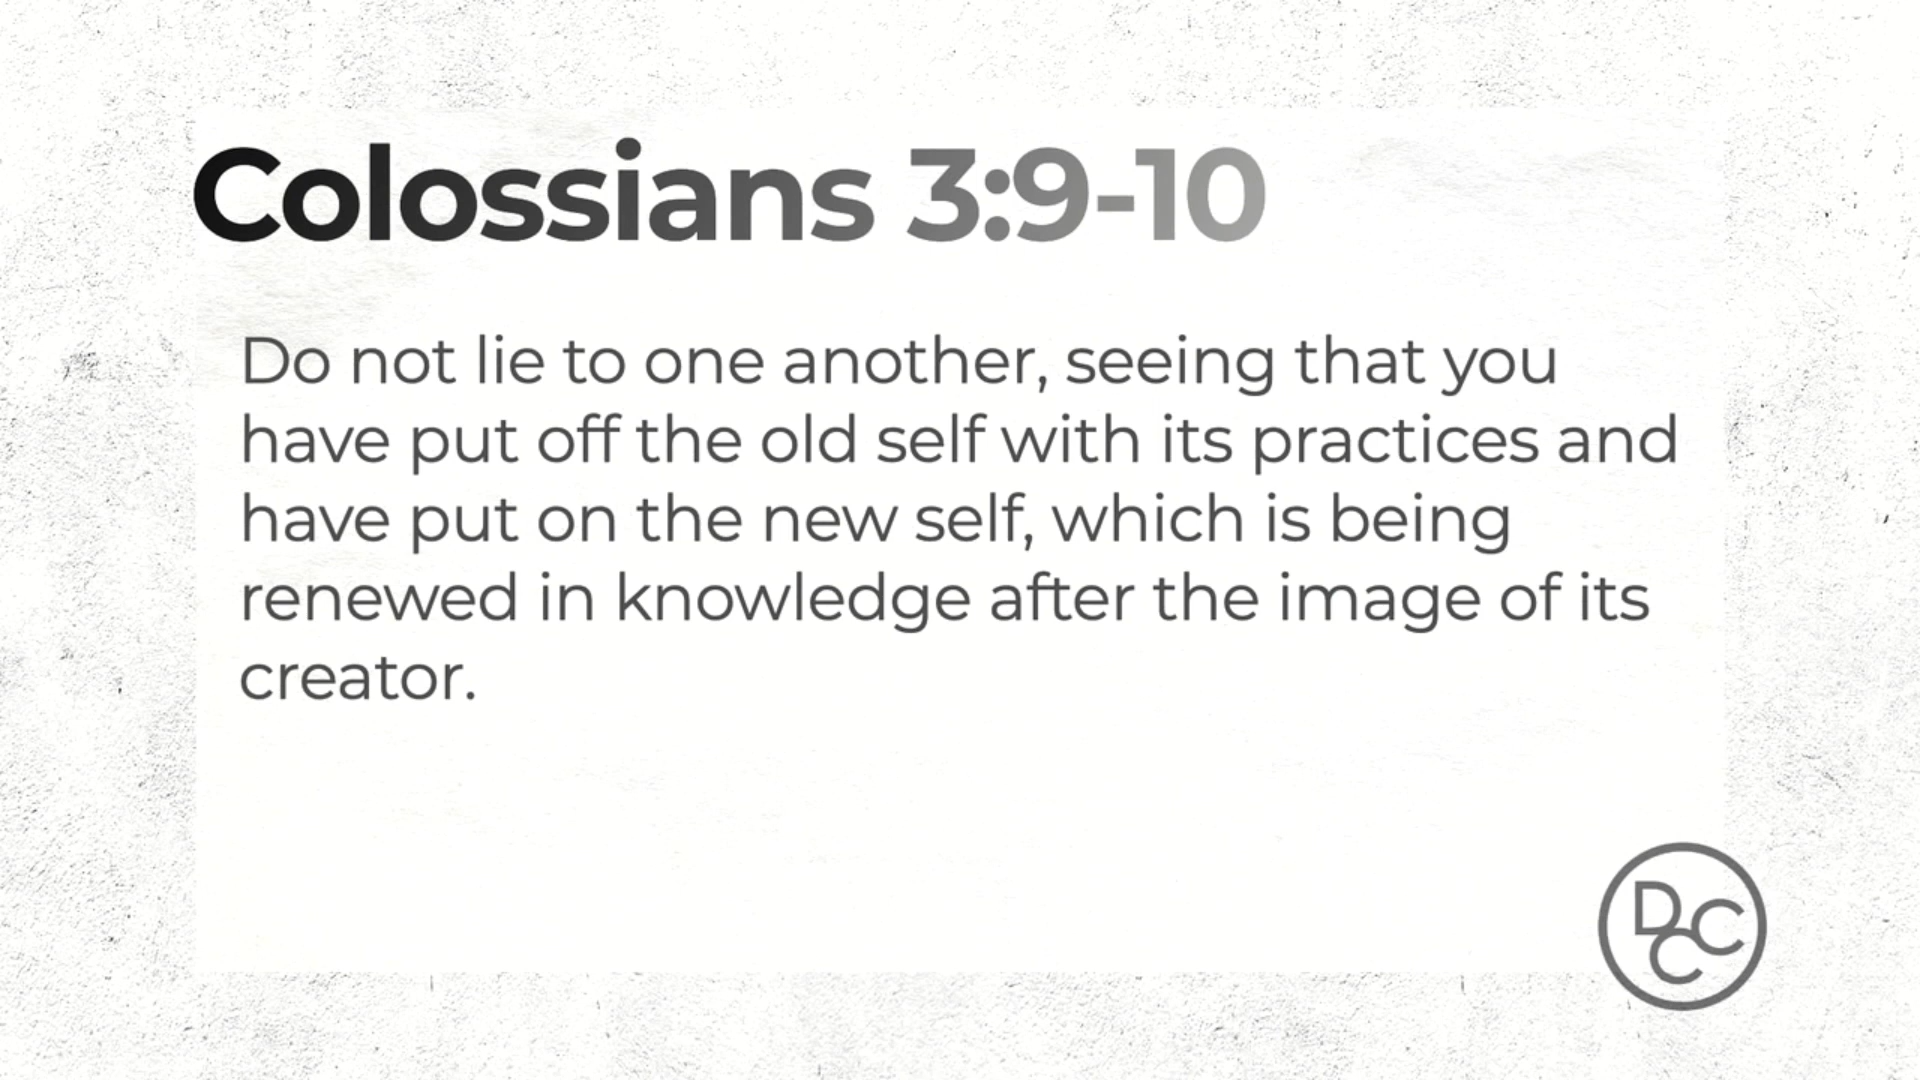 Colossians 3:9-10
Do not lie to one another, seeing that you
have put off the old self with its practices and
have put on the new self, which is being
renewed in knowledge after the image of its
creator.
DCC